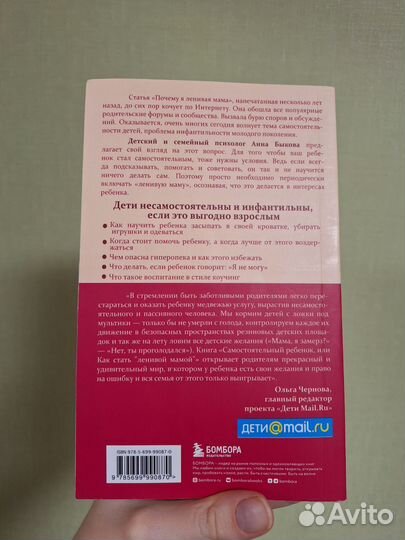 Статья «Почему я ленивая мама», напечатанная несколько лет
назад, до сих пор кочует по Интернету. Она обошла все популярные
родительские форумы и сообщества. Вызвала бурю споров и обсужде-
ний. Оказывается, очень многих сегодня волнует тема самостоятель-
ности детей, проблема инфантильности молодого поколения.
Детский и семейный психолог Анна Быкова пред-
лагает свой взгляд на этот вопрос. Для того чтобы ваш ребе-
нок стал самостоятельным, тоже нужны условия. Ведь если всегда
подсказывать, помогать и советовать, он так и не научится
ничего делать сам. Поэтому просто необходимо периодически
включать «ленивую маму», осознавая, что это делается в интересах
ребенка.
Дети несамостоятельны и инфантильны,
если это выгодно взрослым
• Как научить ребенка засыпать в своей кроватке, убирать
игрушки и одеваться
• Когда стоит помочь ребенку, а когда лучше от этого воздер-
жаться
• Чем опасна гиперопека и как этого избежать
• Что делать, если ребенок говорит: «Я не могу»
• Что такое воспитание в стиле коучинг
«В стремлении быть заботливыми родителями легко пере-
стараться и оказать ребенку медвежью услугу, вырастив несамосто-
ятельного и пассивного человека. Мы кормим детей с ложки под
мультики — только бы не умерли с голода, контролируем каждое их
движение в безопасных пространствах резиновых детских площа-
док и так же на лету ловим все детские желания («Мама, я замерз?»
— «Нет, ты проголодался»). Книга «Самостоятельный ребенок, или
Как стать "ленивой мамой"» открывает родителям прекрасный и
удивительный мир, в котором у ребенка есть свои желания и право
на ошибку и вся семья от этого только выигрывает».
Ольга Чернова,
главный редактор
проекта «Дети Mail.Ru»
дети@mail.ru
ISBN 978-5-699-99087-0
9 785699 990870 >
БОМБОРА
ИЗДАТЕЛЬСТВО
bombora.ru
bomborabooks
bombora
Avito